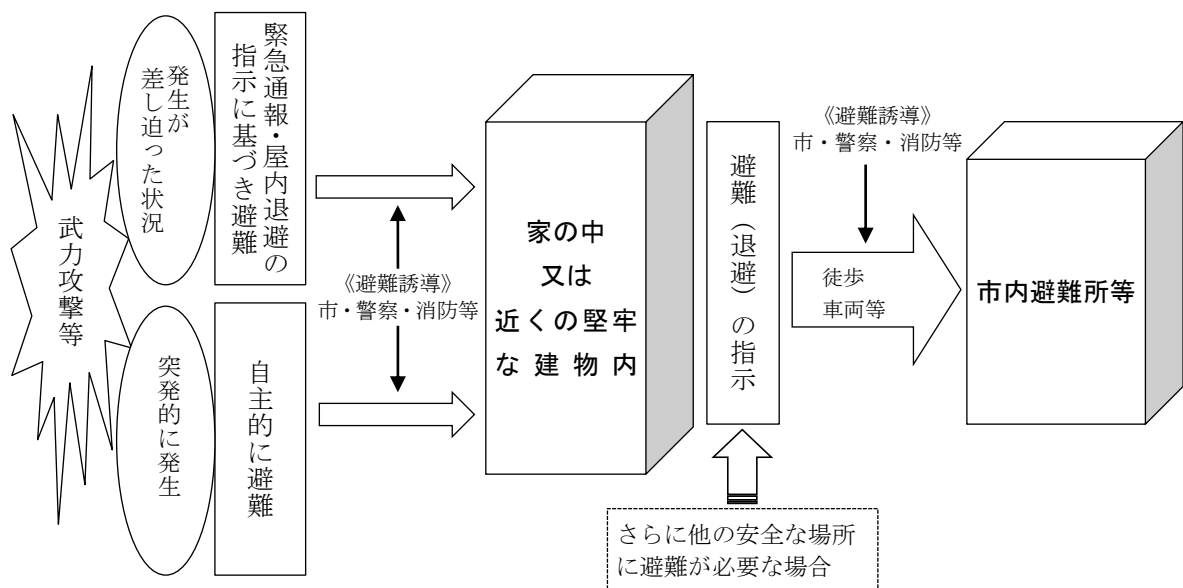 武力攻撃等
発生が
差し迫った状況
緊急通報・屋内退避の
指示に基づき避難
突発的に発生
自主的に避難
《避難誘導》
市・警察・消防等
家の中
又は
近くの堅牢
な建物内
避難（退避）の指示
さらに他の安全な場所
に避難が必要な場合
《避難誘導》
市・警察・消防等
徒歩
車両等
市内避難所等